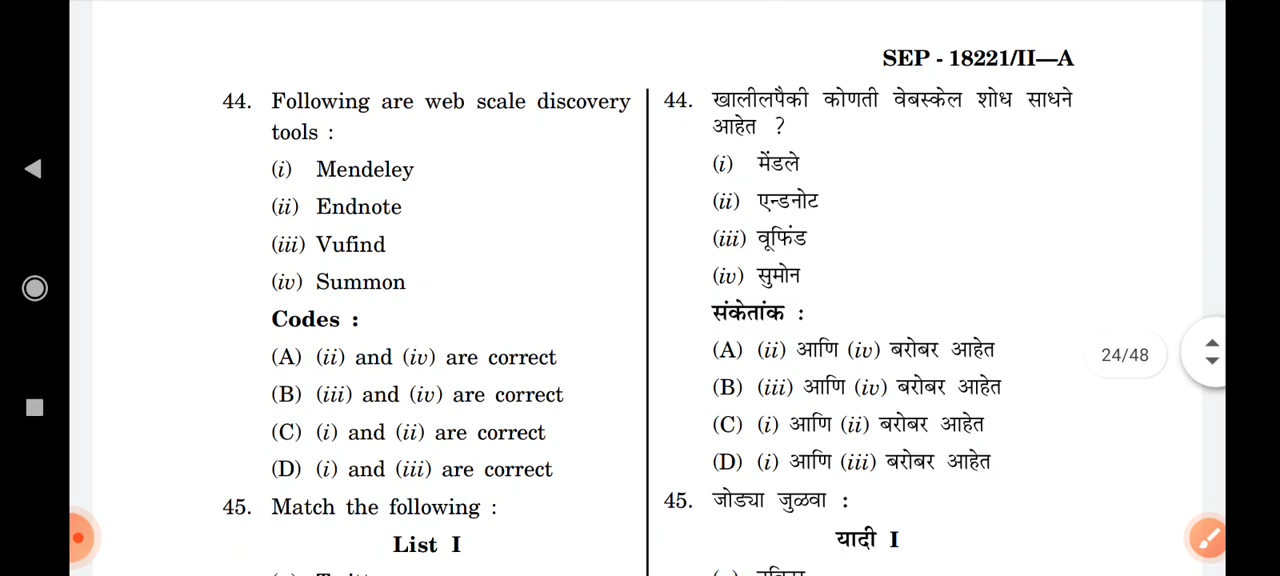 SEP - 18221/II—A
44. Following are web scale discovery
tools :
(i) Mendeley
(ii) Endnote
(iii) Vufind
(iv) Summon
Codes :
(A) (ii) and (iv) are correct
(B) (iii) and (iv) are correct
(C) (i) and (ii) are correct
(D) (i) and (iii) are correct
45. Match the following :
List I
44. खालीलपैकी कोणती वेबस्केल शोध साधने
आहेत ?
(i) मेंडले
(ii) एन्डनोट
(iii) वूफिंड
(iv) सुमोन
संकेतांक :
(A) (ii) आणि (iv) बरोबर आहेत
(B) (iii) आणि (iv) बरोबर आहेत
(C) (i) आणि (ii) बरोबर आहेत
(D) (i) आणि (iii) बरोबर आहेत
45. जोड्या जुळवा :
यादी I
24/48